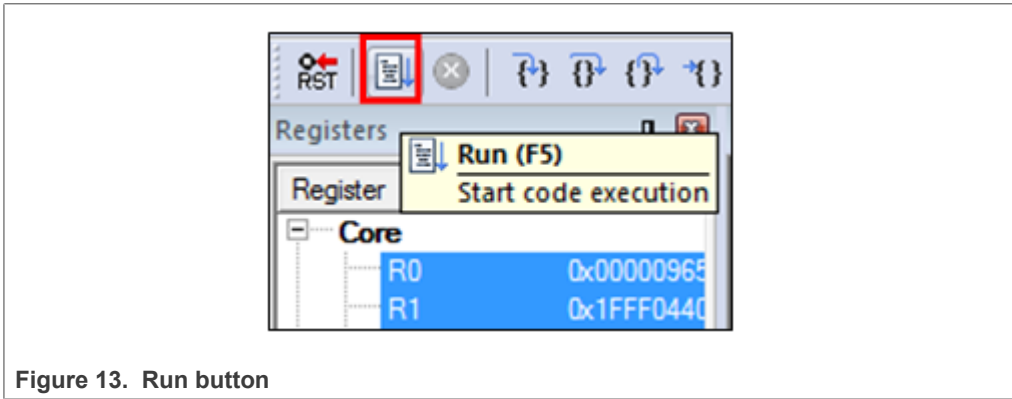 RST
Registers
Run (F5)
Register
Start code execution
Core
R0 0x00000965
R1 0x1FFF0440
Figure 13. Run button